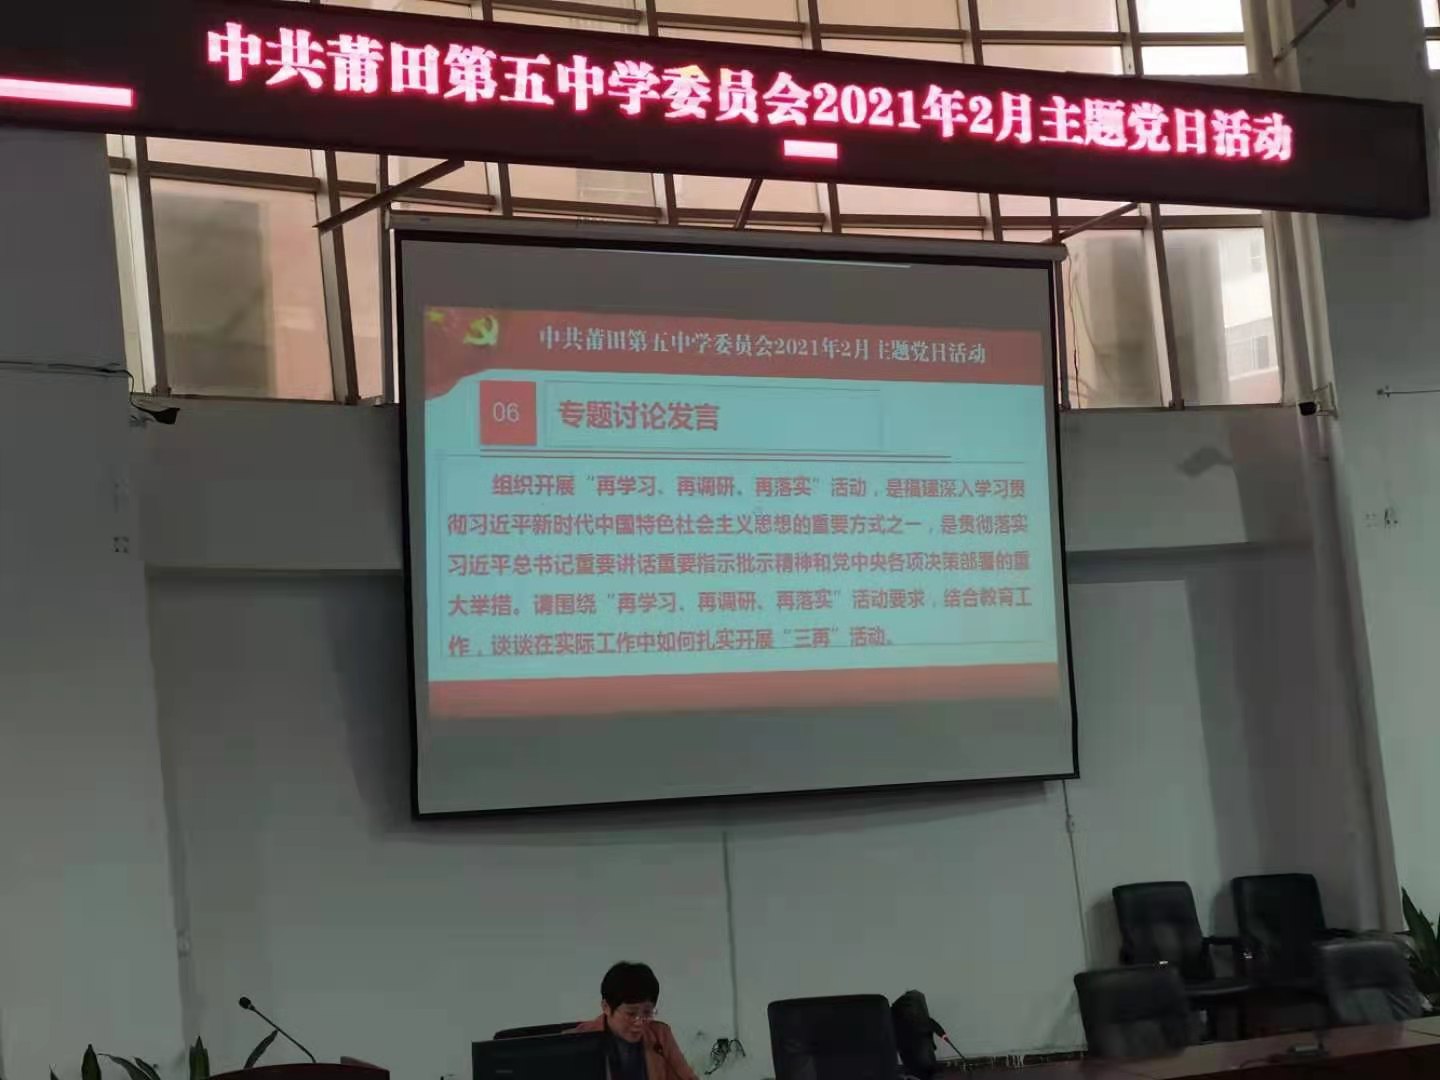 中共莆田第五中学委员会2021年2月主题党日活动
中共莆田第五中学委员会2021年2月主题党日活动
06
专题讨论发言
组织开展“再学习、再调研、再落实”活动，是搭建深入学习贯
彻习近平新时代中国特色社会主义思想的重要方式之一，是贯彻落实
习近平总书记重要讲话重要指示批示精神和党中央各项决策部署的重
大举措。请围绕“再学习、再调研、再落实”活动要求，结合教育工
作，谈谈在实际工作中如何扎实开展“三再”活动。